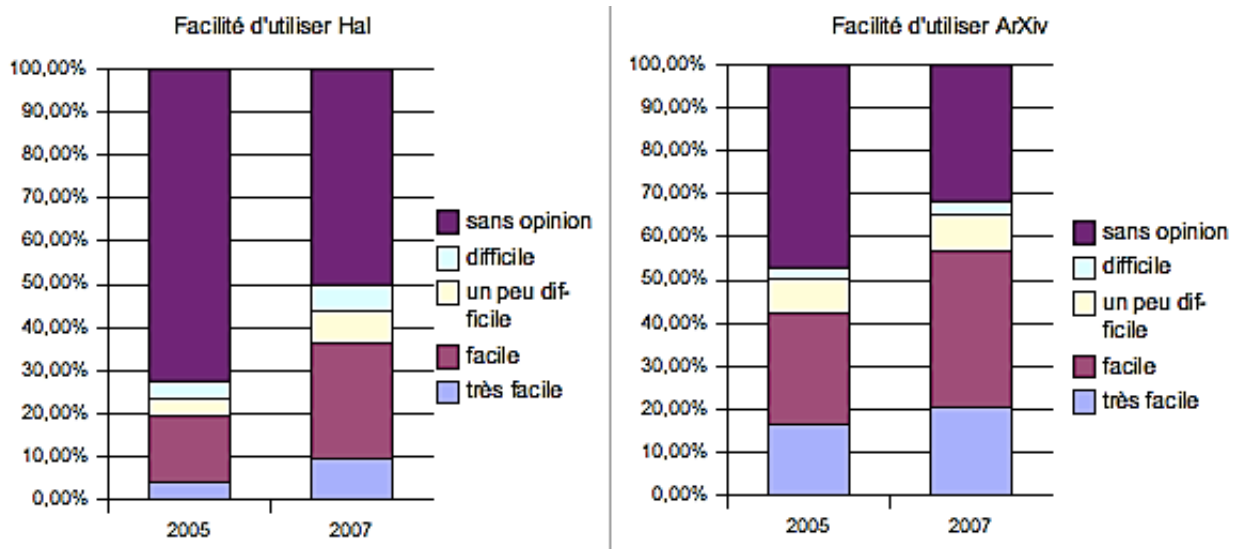 Facilité d'utiliser Hal
100,00%
90,00%
80,00%
70,00%
60,00%
50,00%
40,00%
30,00%
20,00%
10,00%
0,00%
2005
2007
sans opinion
difficile
un peu dif-
ficile
facile
très facile
Facilité d'utiliser ArXiv
100,00%
90,00%
80,00%
70,00%
60,00%
50,00%
40,00%
30,00%
20,00%
10,00%
0,00%
2005
2007
sans opinion
difficile
un peu dif-
ficile
facile
très facile